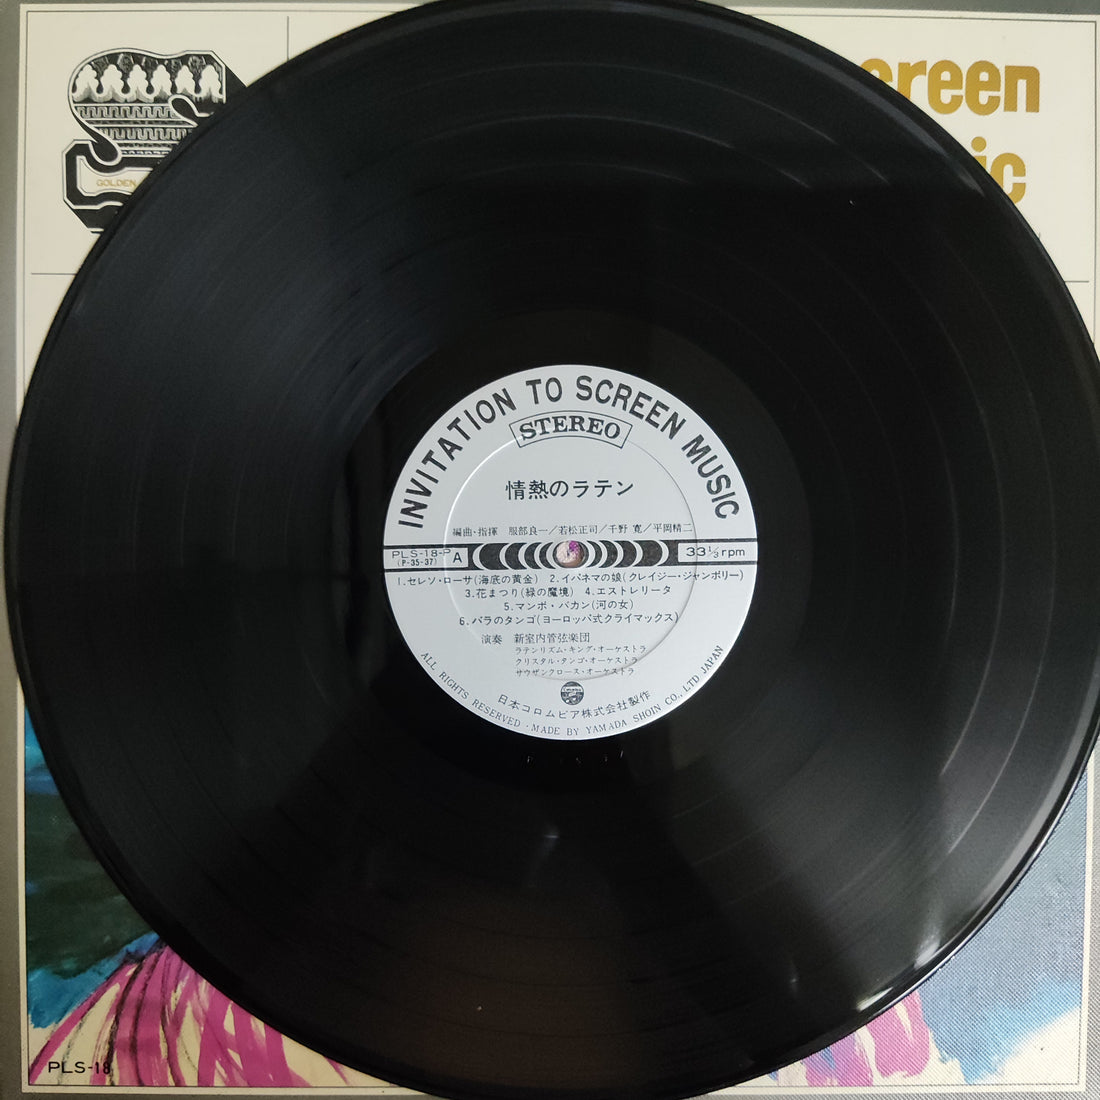 GOLDEN
creen
ic
INVITATION TO SCREEN MUSIC
STEREO
情熱のラテン
編曲・指揮 服部良一/若松正司/千野 寛/平岡精二
PLS-18-P
(P-35-37)
A
33⅓rpm
1.セレソ・ローサ(海底の黄金) 2.イパネマの娘(クレイジー・ジャンボリー)
3.花まつり(緑の魔境) 4.エストレリータ
5.マンボ・バカン(河の女)
6.バラのタンゴ(ヨーロッパ式クライマックス)
演奏 新室内管弦楽団
ラテンリズム・キング・オーケストラ
クリスタル・タンゴ・オーケストラ
サウザンクロース・オーケストラ
日本コロムビア株式会社製作
ALL RIGHTS RESERVED · MADE BY YAMADA SHOIN CO., LTD JAPAN
PLS-18